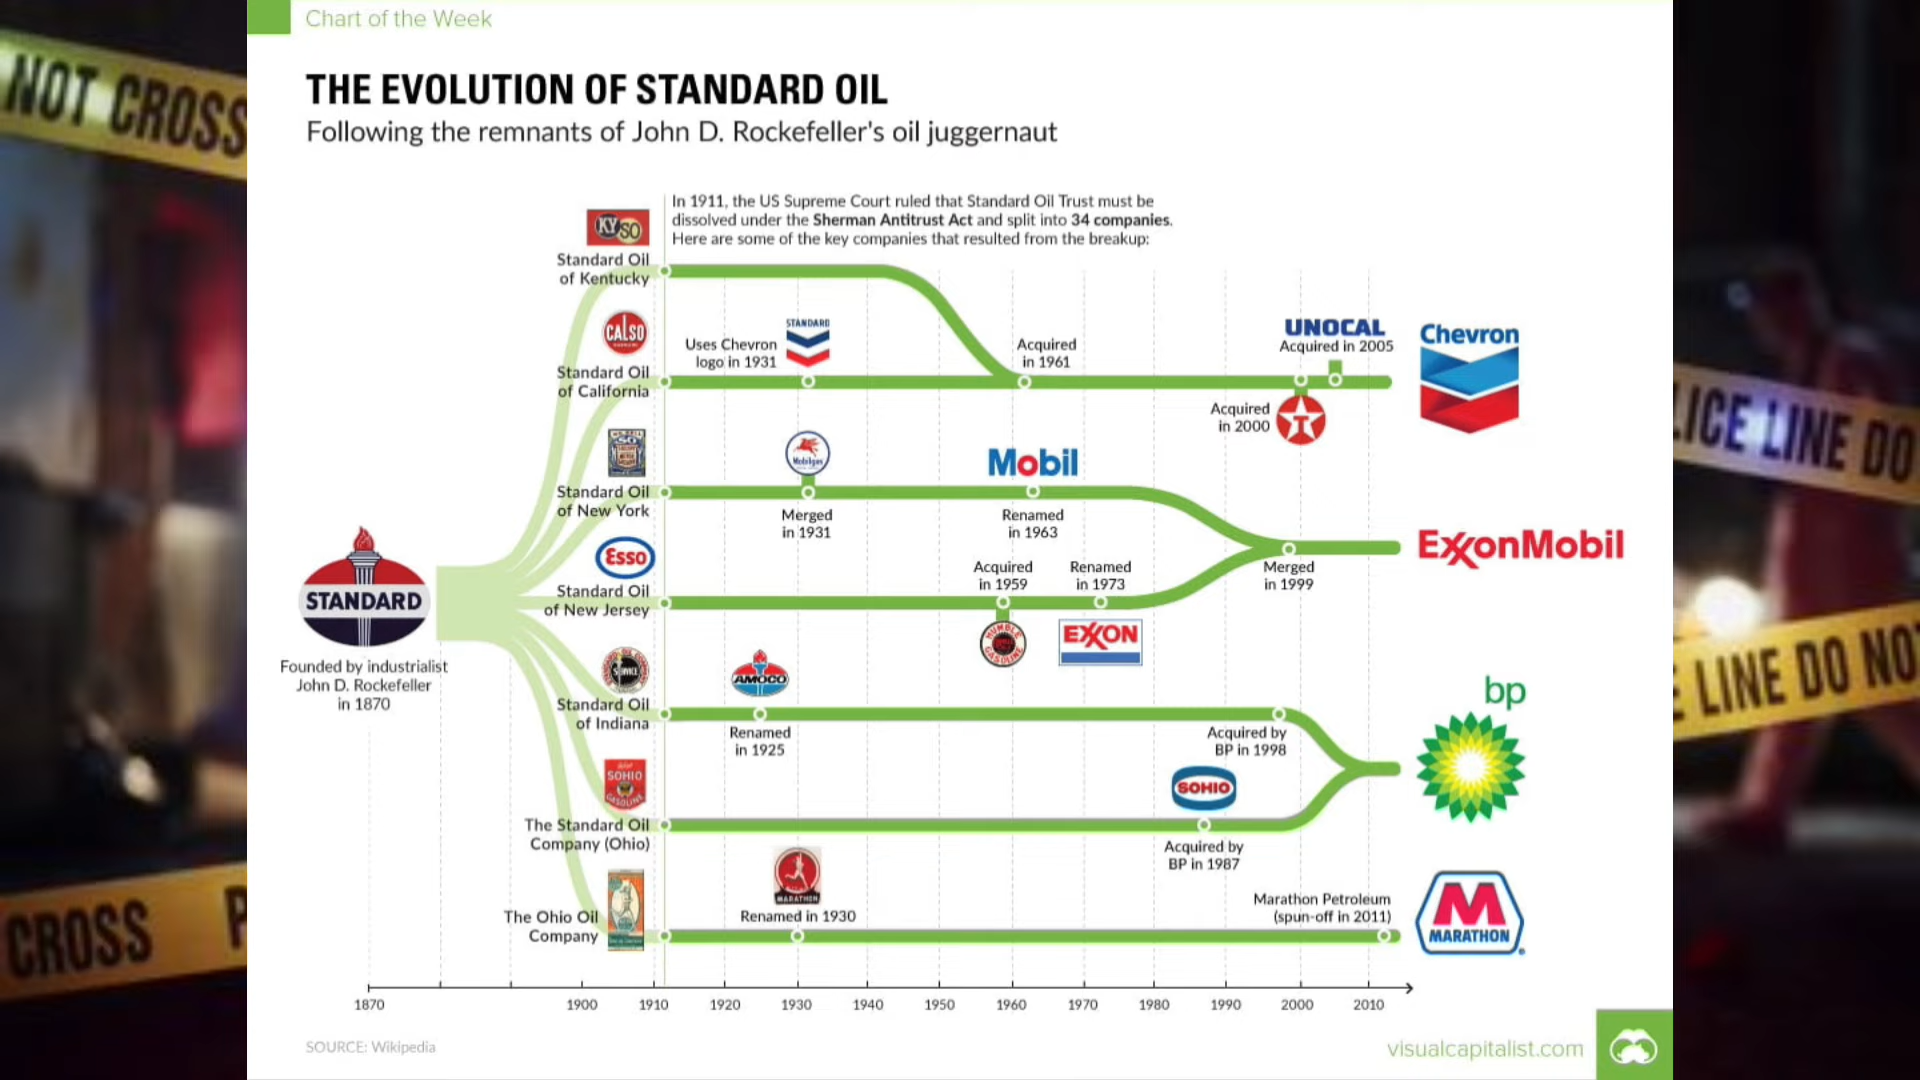 Chart of the Week
THE EVOLUTION OF STANDARD OIL
Following the remnants of John D. Rockefeller's oil juggernaut
In 1911, the US Supreme Court ruled that Standard Oil Trust must be
dissolved under the Sherman Antitrust Act and split into 34 companies.
Here are some of the key companies that resulted from the breakup:
KYSO
Standard Oil
of Kentucky
CALSO
Standard Oil
of California
Uses Chevron
logo in 1931
STANDARD
Acquired
in 1961
UNOCAL
Acquired in 2005
Acquired
in 2000
T
Chevron
Standard Oil
of New York
Mobilgas
Merged
in 1931
Mobil
Renamed
in 1963
Esso
Standard Oil
of New Jersey
Acquired
in 1959
HUMBLE
GASOLINE
Renamed
in 1973
EXXON
Merged
in 1999
ExxonMobil
STANDARD
Founded by industrialist
John D. Rockefeller
in 1870
SERVICE
Standard Oil
of Indiana
AMOCO
Renamed
in 1925
Acquired by
BP in 1998
bp
SOHIO
GASOLINE
The Standard Oil
Company (Ohio)
SOHIO
Acquired by
BP in 1987
The Ohio Oil
Company
MARATHON
Renamed in 1930
Marathon Petroleum
(spun-off in 2011)
M
MARATHON
1870
1900
1910
1920
1930
1940
1950
1960
1970
1980
1990
2000
2010
SOURCE: Wikipedia
visualcapitalist.com
NOT CROSS
CROSS P
LICE LINE DO
E LINE DO NOT